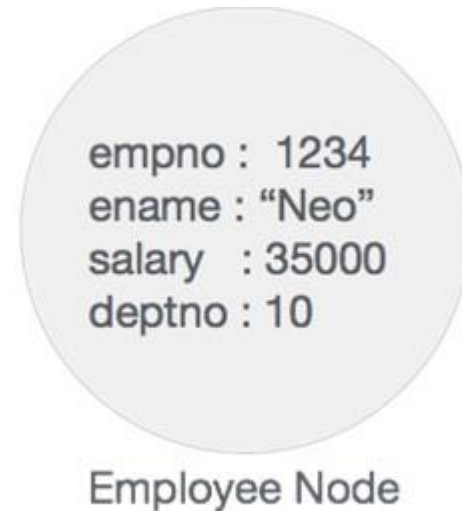 empno : 1234
ename : “Neo”
salary : 35000
deptno : 10
Employee Node